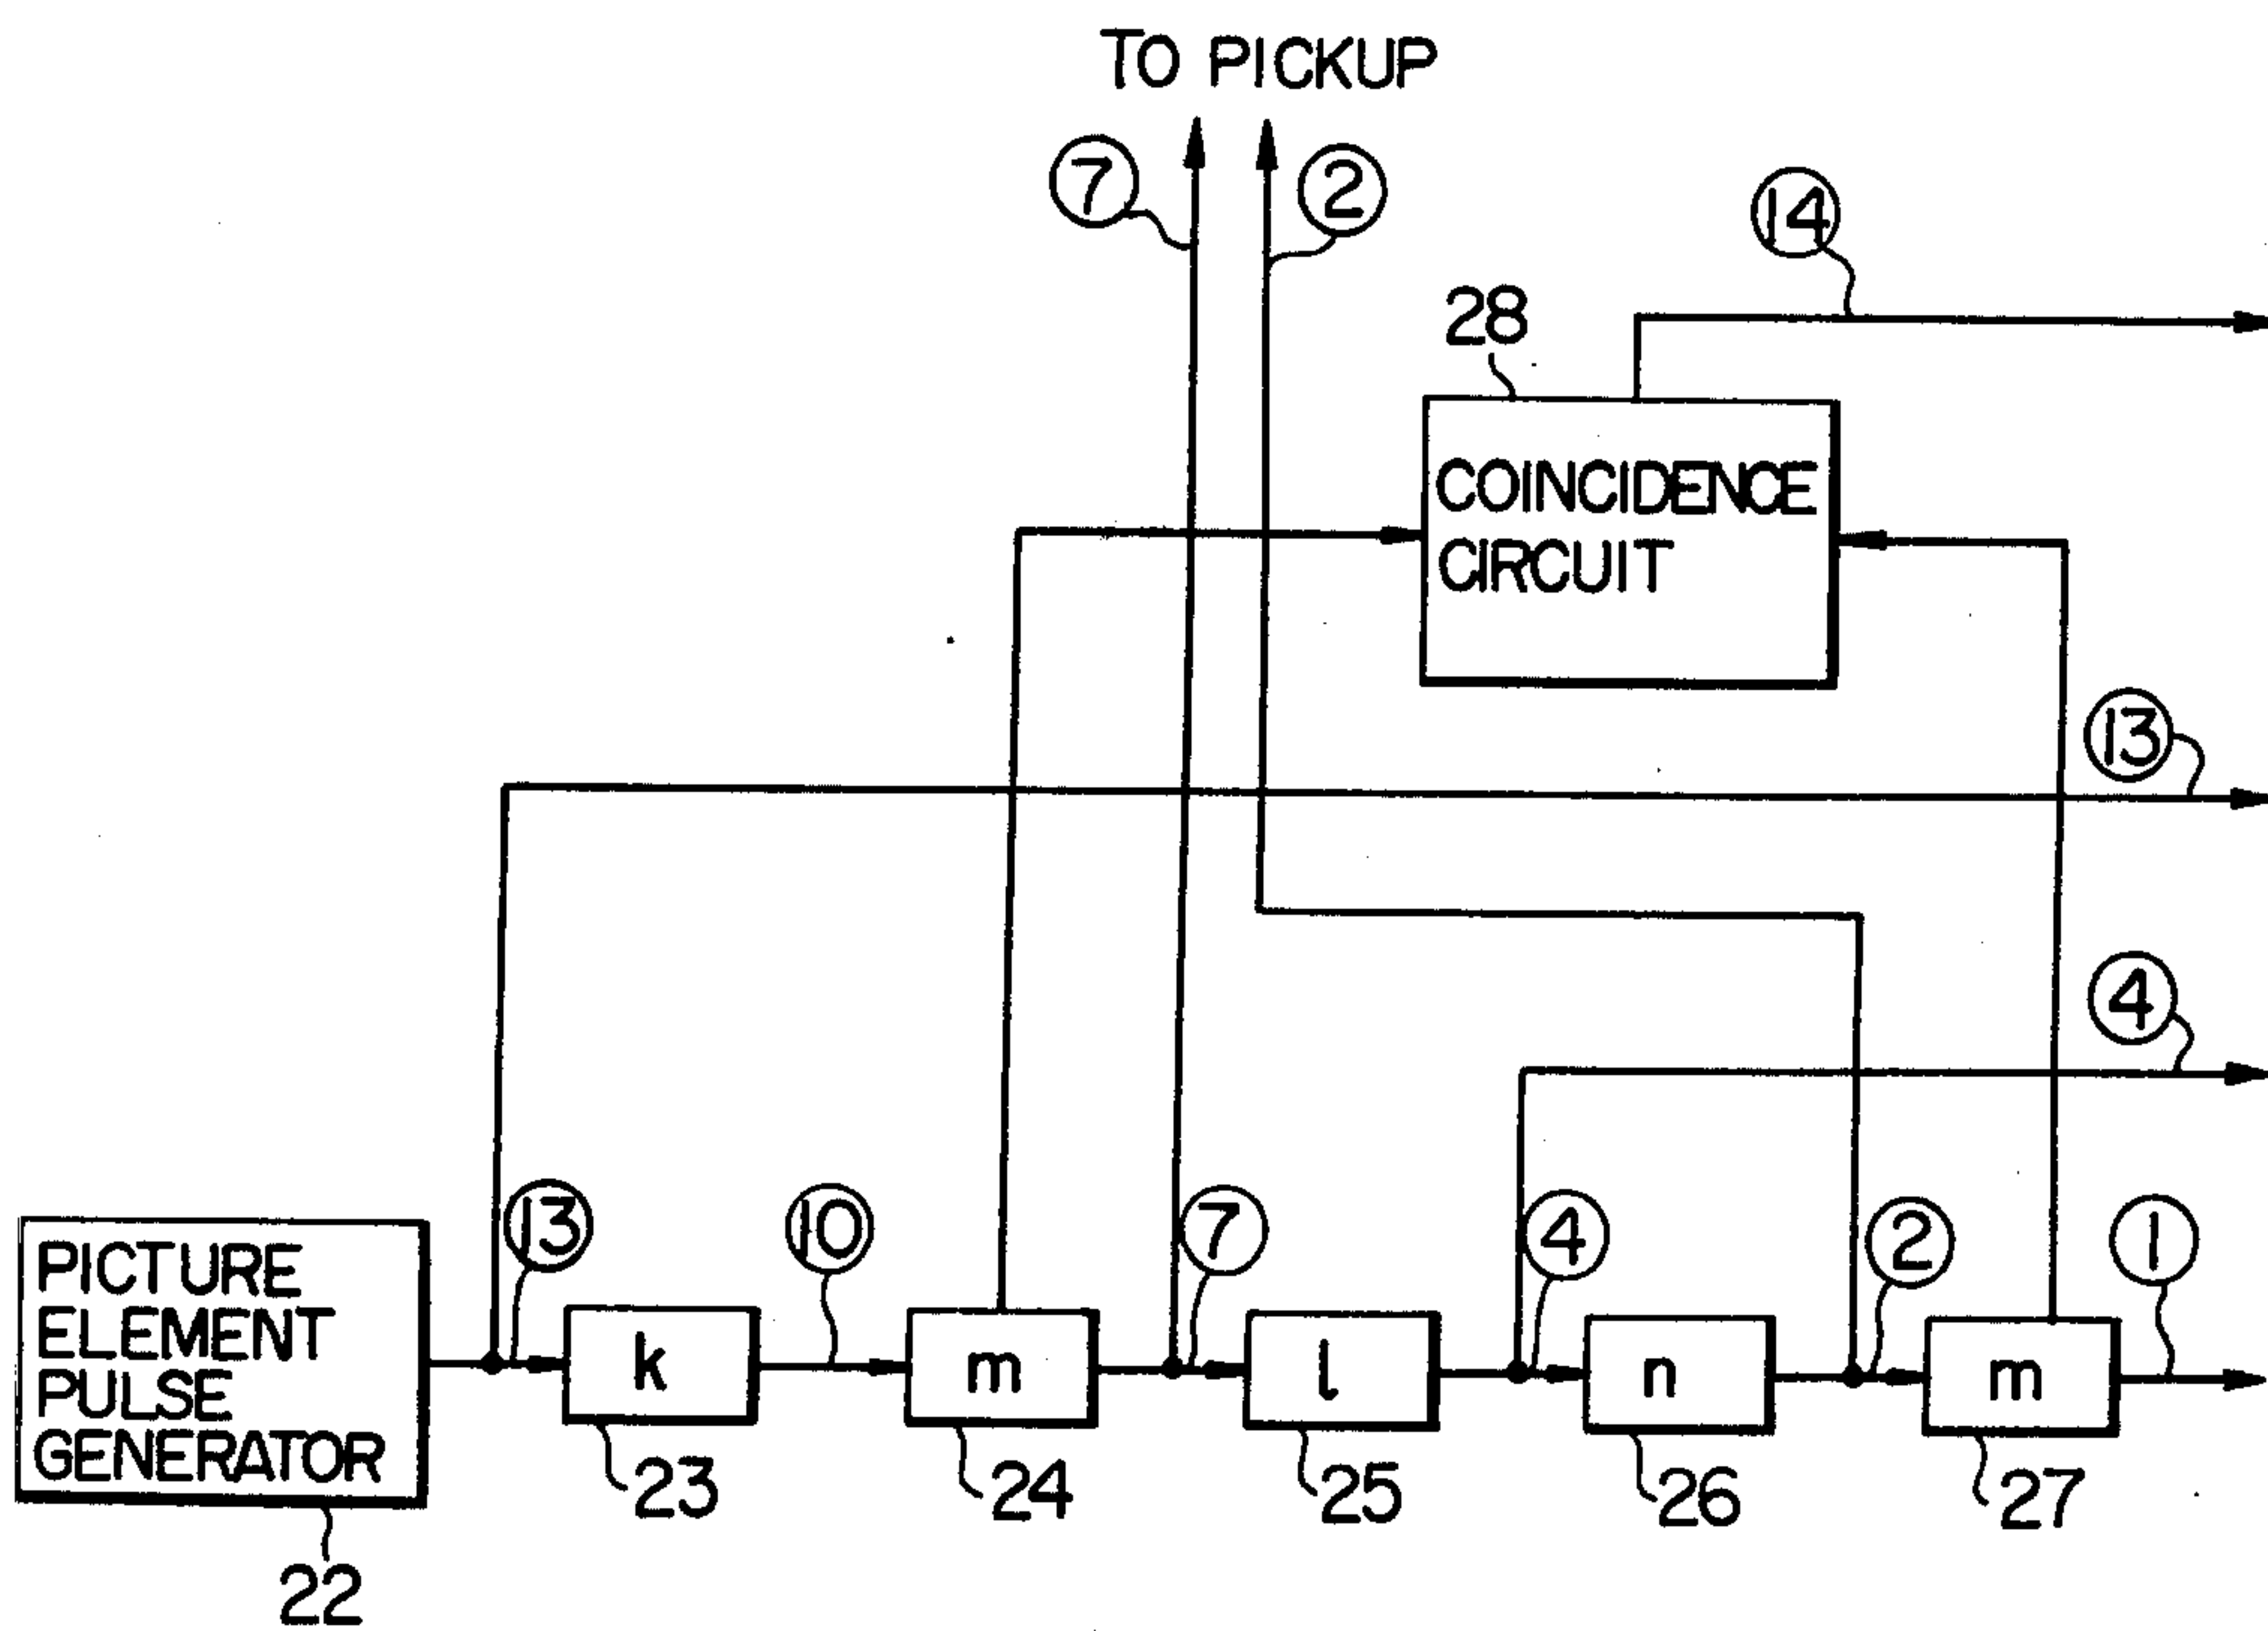 TO PICKUP
7
2
14
28
COINCIDENCE
CIRCUIT
13
4
13
10
7
4
2
1
PICTURE
ELEMENT
PULSE
GENERATOR
k
m
l
n
m
23
24
25
26
27
22